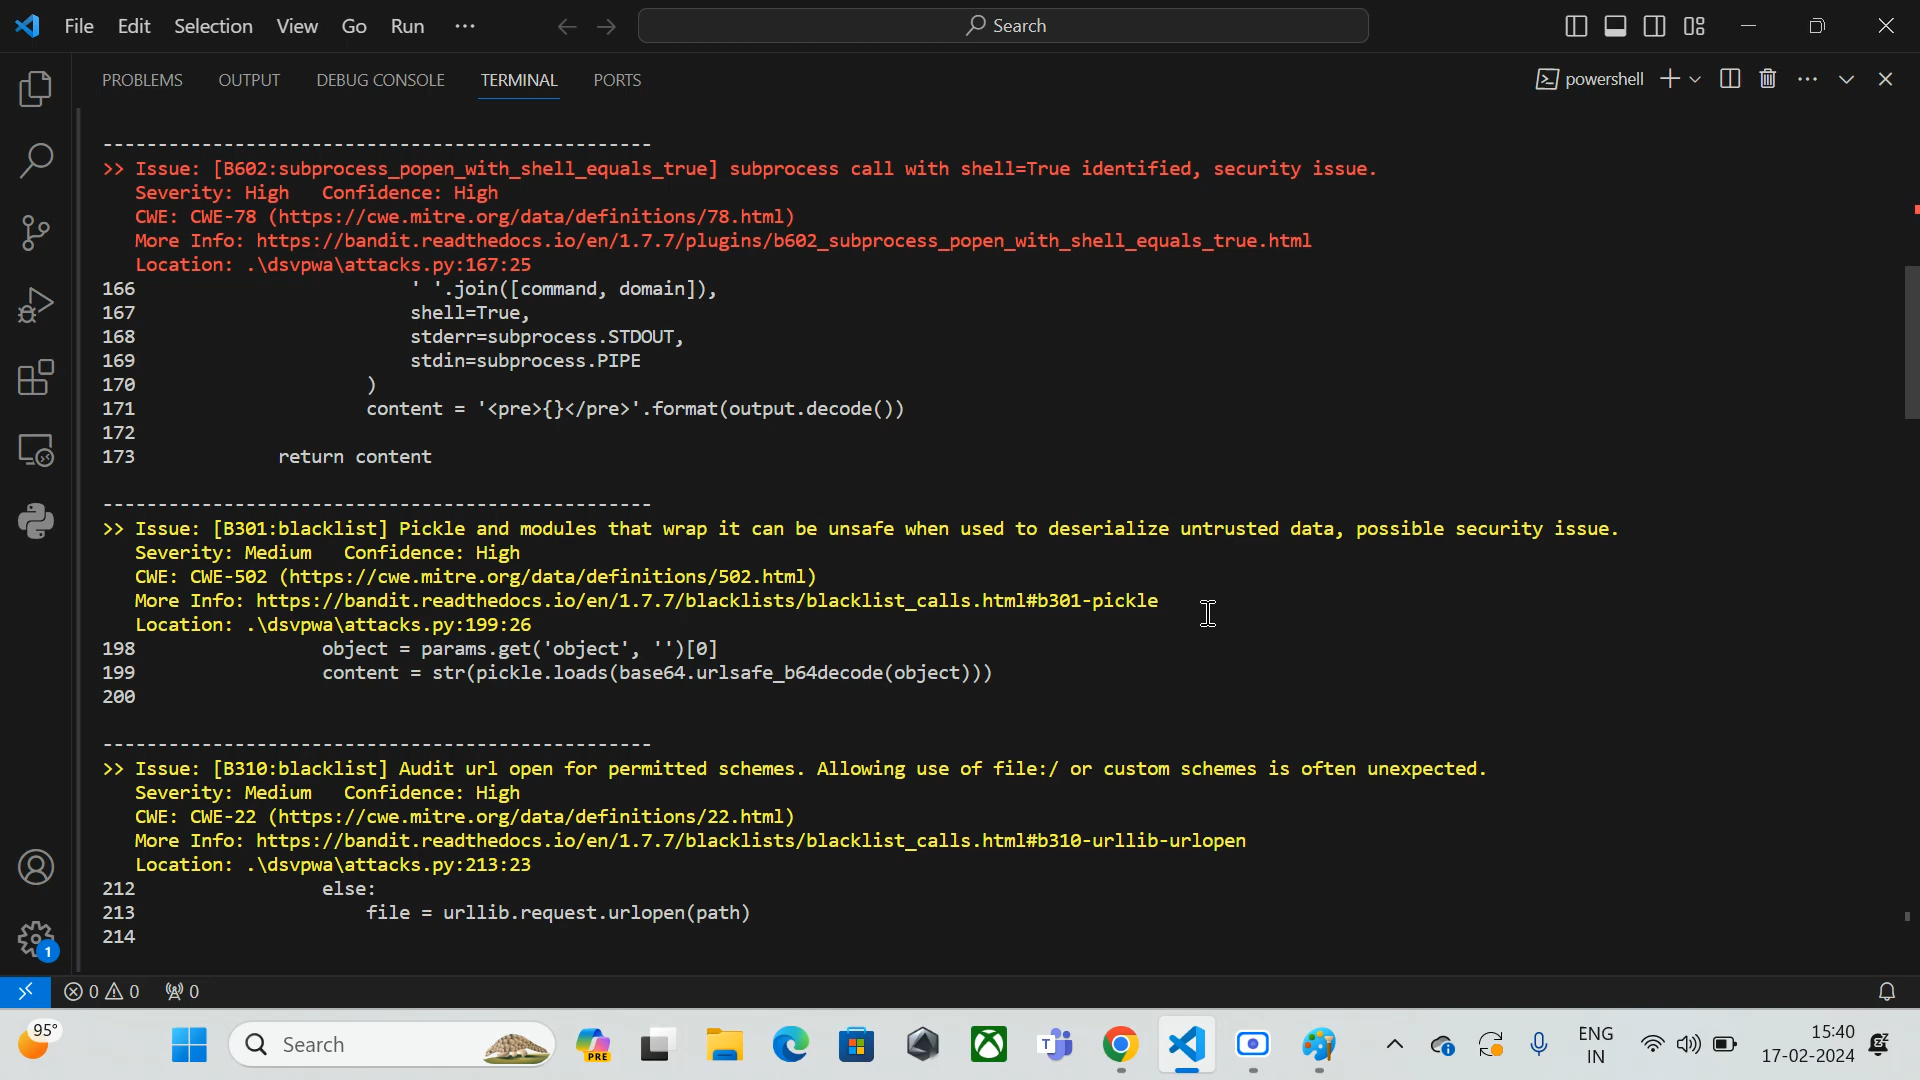 File Edit Selection View Go Run ··· Search
PROBLEMS OUTPUT DEBUG CONSOLE TERMINAL PORTS powershell
--------------------------------------------------
>> Issue: [B602:subprocess_popen_with_shell_equals_true] subprocess call with shell=True identified, security issue.
   Severity: High   Confidence: High
   CWE: CWE-78 (https://cwe.mitre.org/data/definitions/78.html)
   More Info: https://bandit.readthedocs.io/en/1.7.7/plugins/b602_subprocess_popen_with_shell_equals_true.html
   Location: .\dsvpwa\attacks.py:167:25
166                         ' '.join([command, domain]),
167                         shell=True,
168                         stderr=subprocess.STDOUT,
169                         stdin=subprocess.PIPE
170                     )
171                     content = '<pre>{}</pre>'.format(output.decode())
172
173             return content
--------------------------------------------------
>> Issue: [B301:blacklist] Pickle and modules that wrap it can be unsafe when used to deserialize untrusted data, possible security issue.
   Severity: Medium   Confidence: High
   CWE: CWE-502 (https://cwe.mitre.org/data/definitions/502.html)
   More Info: https://bandit.readthedocs.io/en/1.7.7/blacklists/blacklist_calls.html#b301-pickle
   Location: .\dsvpwa\attacks.py:199:26
198                 object = params.get('object', '')[0]
199                 content = str(pickle.loads(base64.urlsafe_b64decode(object)))
200
--------------------------------------------------
>> Issue: [B310:blacklist] Audit url open for permitted schemes. Allowing use of file:/ or custom schemes is often unexpected.
   Severity: Medium   Confidence: High
   CWE: CWE-22 (https://cwe.mitre.org/data/definitions/22.html)
   More Info: https://bandit.readthedocs.io/en/1.7.7/blacklists/blacklist_calls.html#b310-urllib-urlopen
   Location: .\dsvpwa\attacks.py:213:23
212                 else:
213                     file = urllib.request.urlopen(path)
214
1
0 0 0
95° Search PRE ENG 15:40
IN 17-02-2024